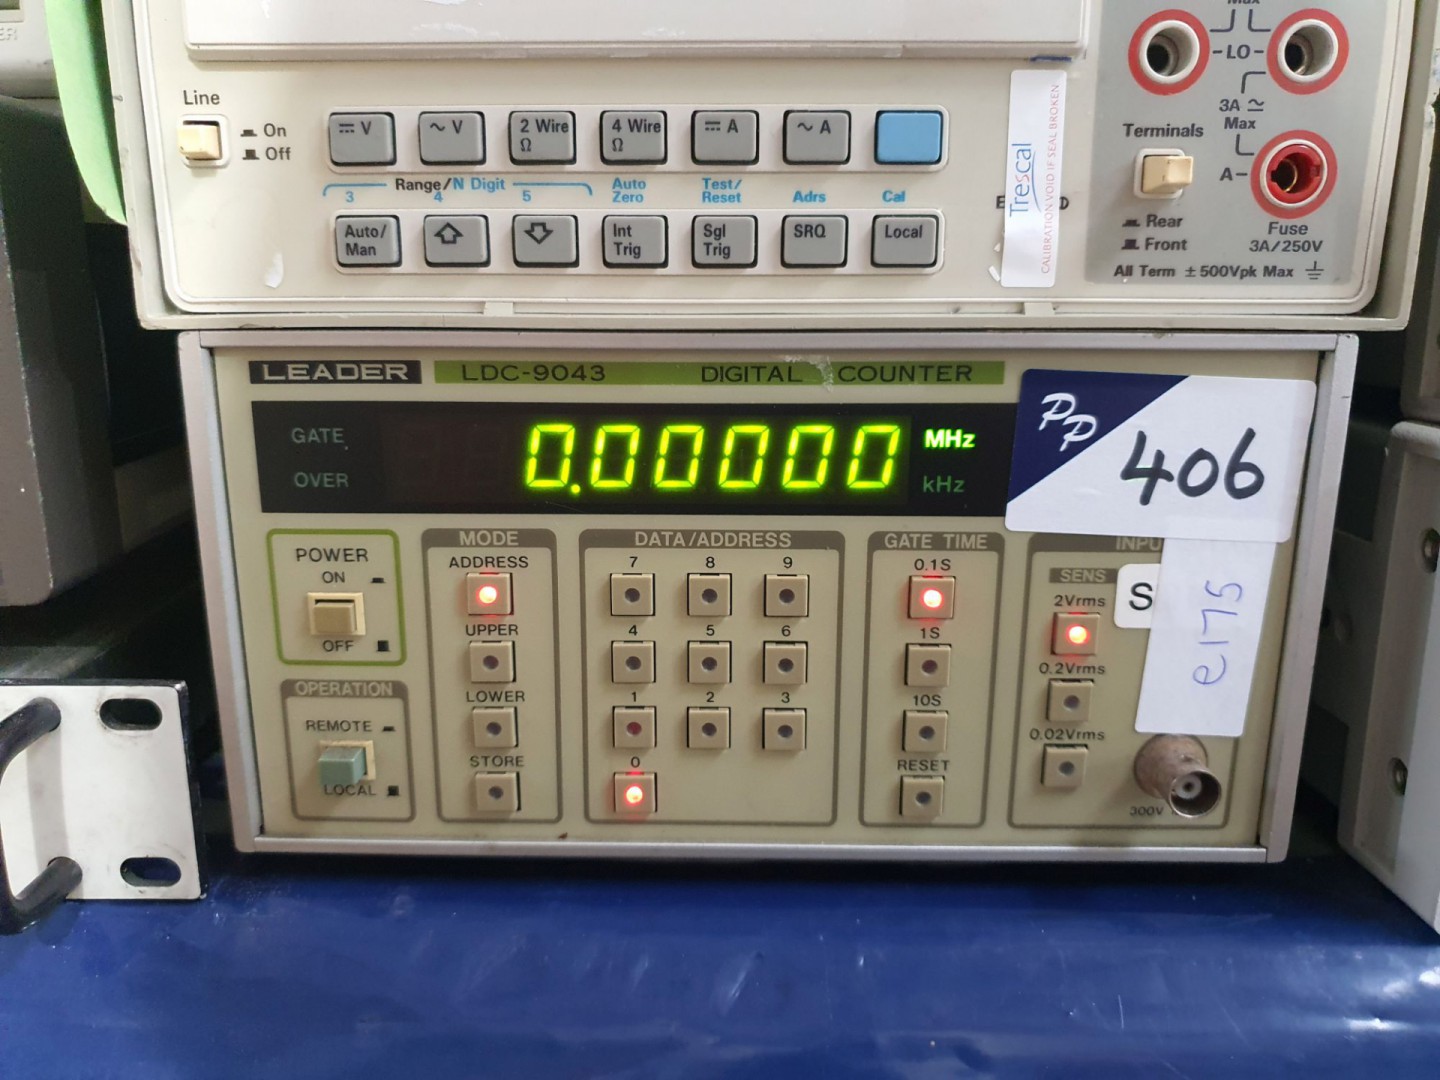 Max
LO
3A ≂
Max
A
Line
On
Off
⎓ V
~ V
2 Wire Ω
4 Wire Ω
⎓ A
~ A
Terminals
Range/N Digit
3
4
5
Auto Zero
Test/Reset
Adrs
Cal
Trescal
CALIBRATION VOID IF SEAL BROKEN
Auto/Man
Int Trig
Sgl Trig
SRQ
Local
Rear
Front
Fuse
3A/250V
All Term ±500Vpk Max
LEADER
LDC-9043
DIGITAL COUNTER
GATE
OVER
0.00000
MHz
kHz
PP
406
e175
S
POWER
ON
OFF
OPERATION
REMOTE
LOCAL
MODE
ADDRESS
UPPER
LOWER
STORE
DATA/ADDRESS
7 8 9
4 5 6
1 2 3
0
GATE TIME
0.1S
1S
10S
RESET
SENS
2Vrms
0.2Vrms
0.02Vrms
300V